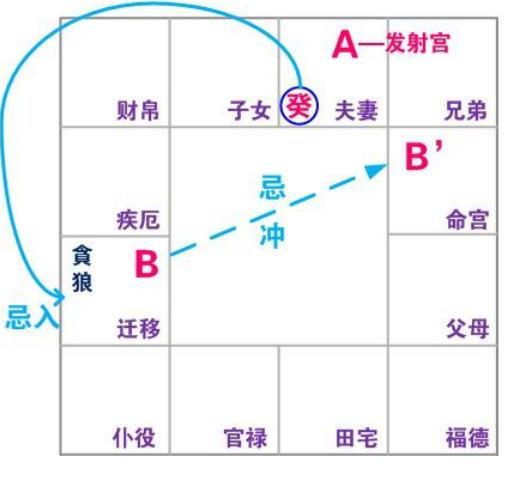 A—发射宫
财帛
子女
癸
夫妻
兄弟
B’
忌
冲
疾厄
命宫
貪
狼
B
忌入
迁移
父母
仆役
官禄
田宅
福德